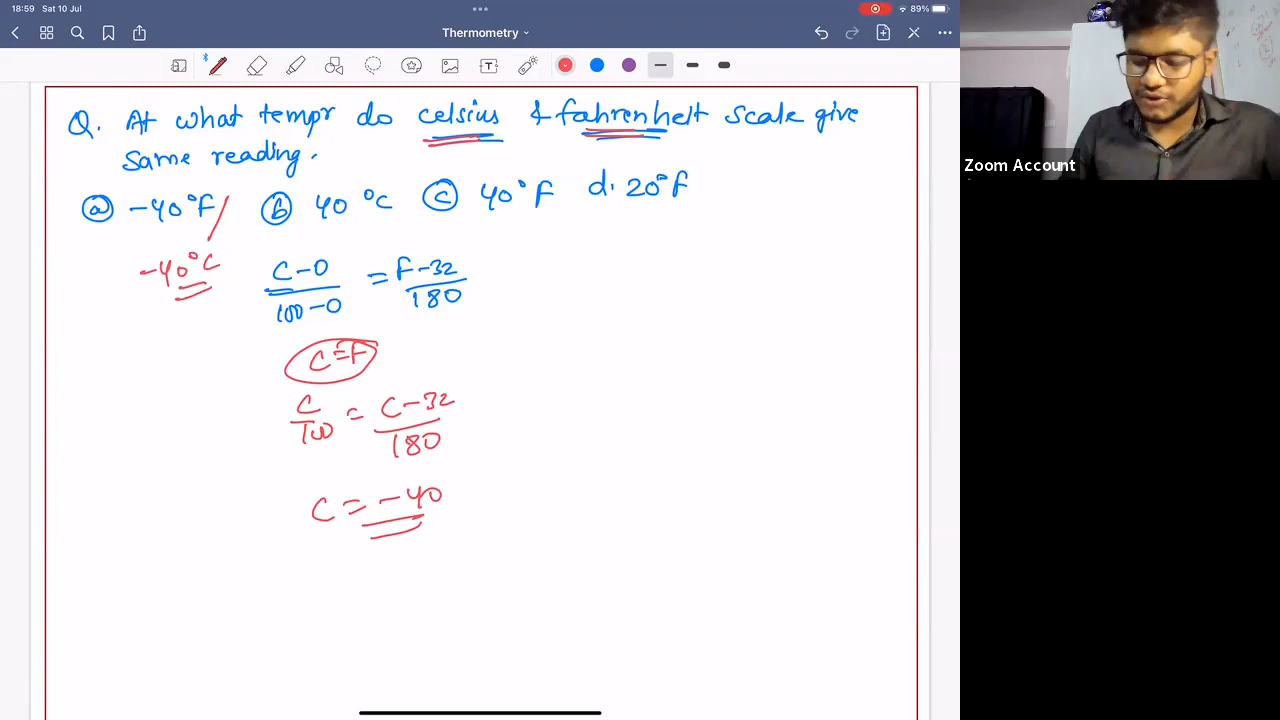 18:59 Sat 10 Jul
89%
Thermometry
T
Q. At what tempr do celsius & fahrenheit scale give
same reading.
(a) -40°F (b) 40 °C (c) 40°F d. 20°F
-40°C
C-0/100-0 = F-32/180
C=F
C/100 = C-32/180
C = -40
Zoom Account